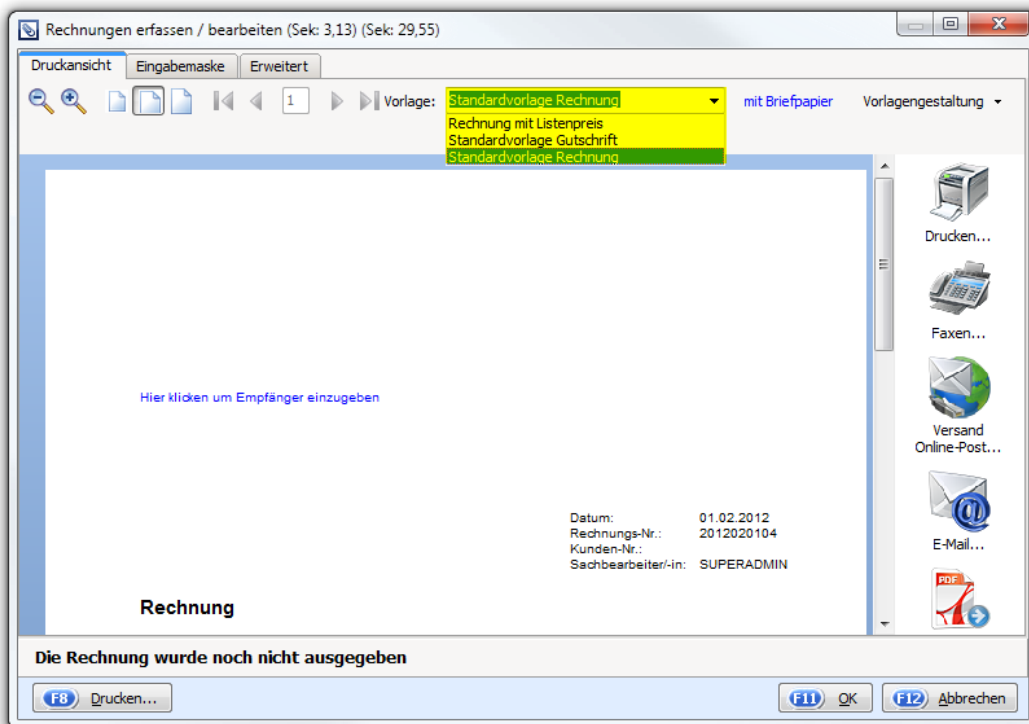 Rechnungen erfassen / bearbeiten (Sek: 3,13) (Sek: 29,55)
Druckansicht Eingabemaske Erweitert
1 Vorlage: Standardvorlage Rechnung mit Briefpapier Vorlagengestaltung
Rechnung mit Listenpreis
Standardvorlage Gutschrift
Standardvorlage Rechnung
Drucken...
Faxen...
Hier klicken um Empfänger einzugeben
Versand
Online-Post...
Datum: 01.02.2012
Rechnungs-Nr.: 2012020104
Kunden-Nr.:
Sachbearbeiter/-in: SUPERADMIN
E-Mail...
PDF
Rechnung
Die Rechnung wurde noch nicht ausgegeben
F8 Drucken... F11 OK F12 Abbrechen